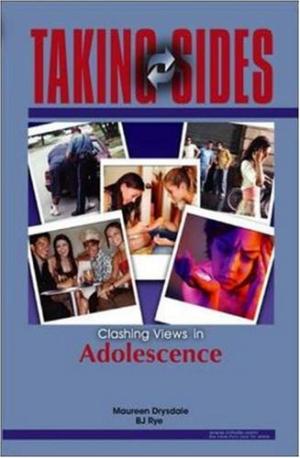 TAKING SIDES
Clashing Views in
Adolescence
Maureen Drysdale
BJ Rye